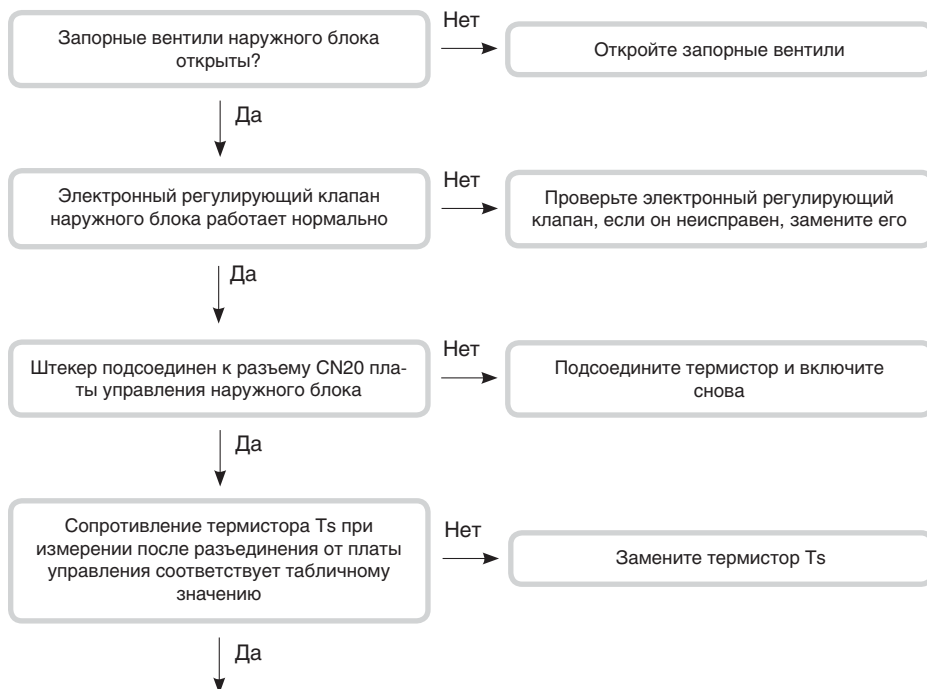 Запорные вентили наружного блока
открыты?
Нет
Откройте запорные вентили
Да
Электронный регулирующий клапан
наружного блока работает нормально
Нет
Проверьте электронный регулирующий
клапан, если он неисправен, замените его
Да
Штекер подсоединен к разъему CN20 пла-
ты управления наружного блока
Нет
Подсоедините термистор и включите
снова
Да
Сопротивление термистора Ts при
измерении после разъединения от платы
управления соответствует табличному
значению
Нет
Замените термистор Ts
Да